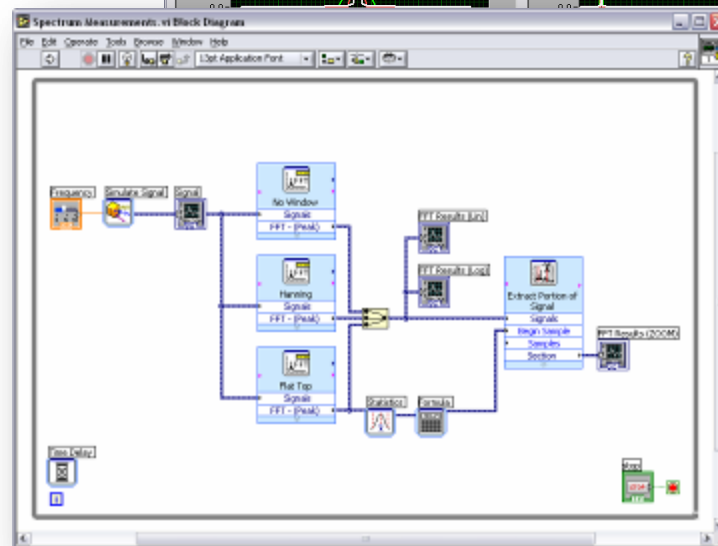 Spectrum Measurements.vi Block Diagram
File Edit Operate Tools Browse Window Help
13pt Application Font
Frequency
Simulate Signal
Signal
No Window
Signals
FFT - (Peak)
FFT Results (Lin)
FFT Results (Log)
Hanning
Signals
FFT - (Peak)
Extract Portion of
Signal
Signals
Begin Sample
Samples
Section
FFT Results (ZOOM)
Flat Top
Signals
FFT - (Peak)
Statistics
Formula
Time Delay
i
stop
STOP